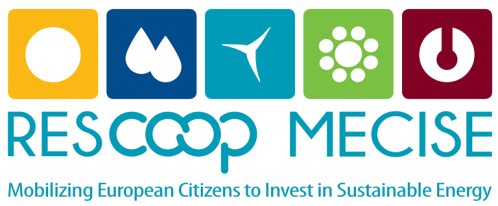 REScoop MECISE
Mobilizing European Citizens to Invest in Sustainable Energy